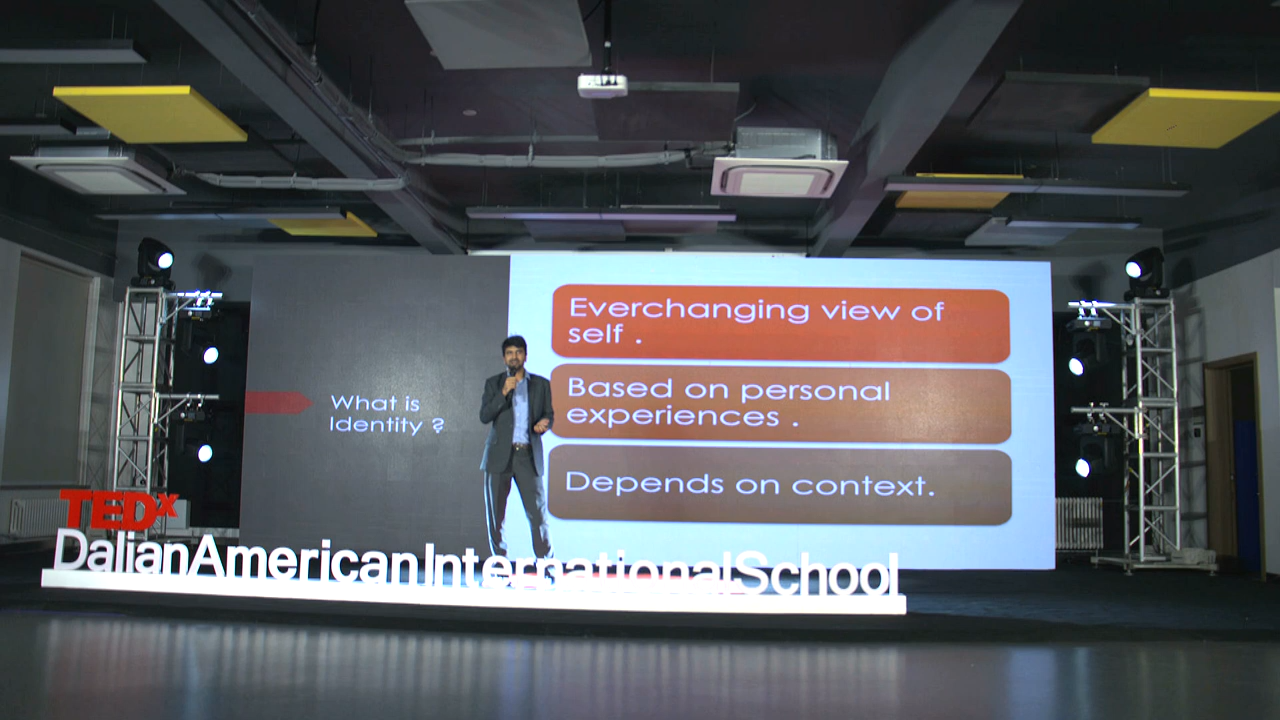 What is
Identity ?
Everchanging view of
self .
Based on personal
experiences .
Depends on context.
TEDx
DalianAmericanInternationalSchool